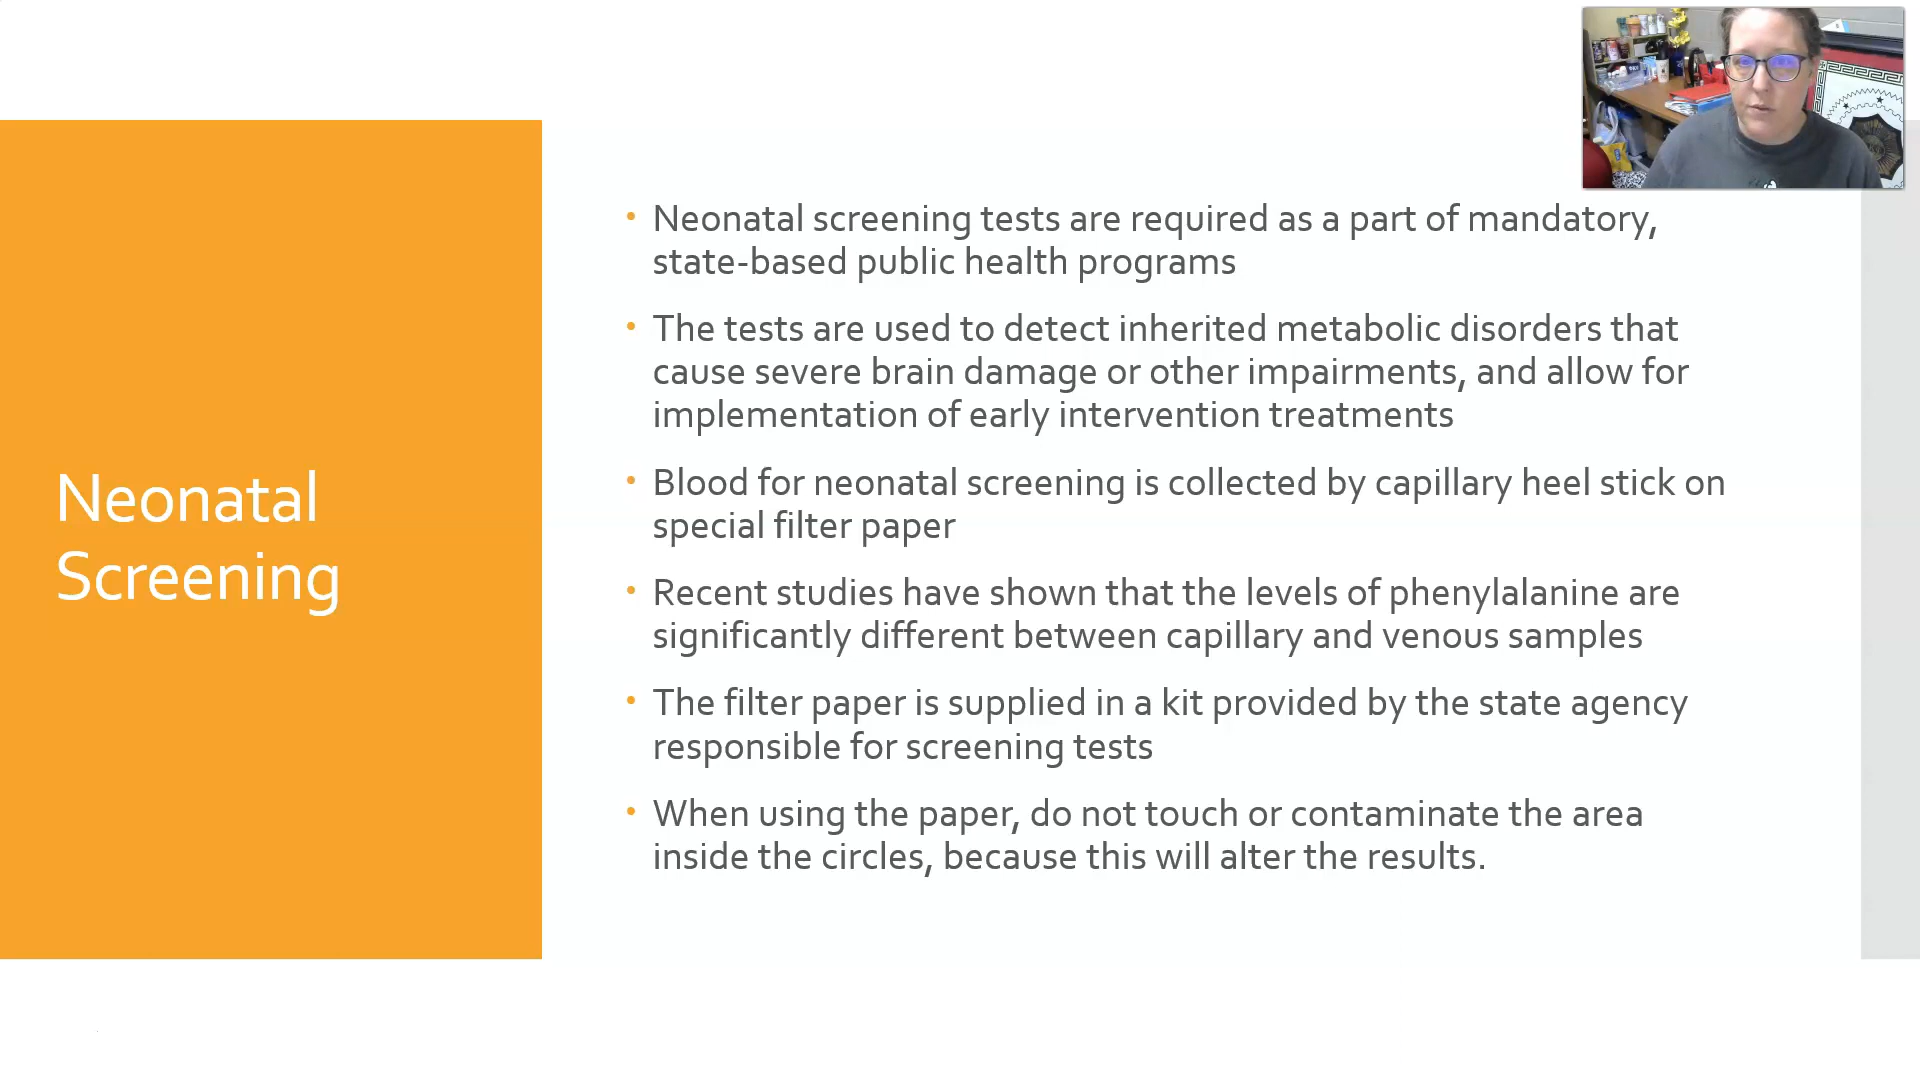 Neonatal
Screening
• Neonatal screening tests are required as a part of mandatory,
state-based public health programs
• The tests are used to detect inherited metabolic disorders that
cause severe brain damage or other impairments, and allow for
implementation of early intervention treatments
• Blood for neonatal screening is collected by capillary heel stick on
special filter paper
• Recent studies have shown that the levels of phenylalanine are
significantly different between capillary and venous samples
• The filter paper is supplied in a kit provided by the state agency
responsible for screening tests
• When using the paper, do not touch or contaminate the area
inside the circles, because this will alter the results.